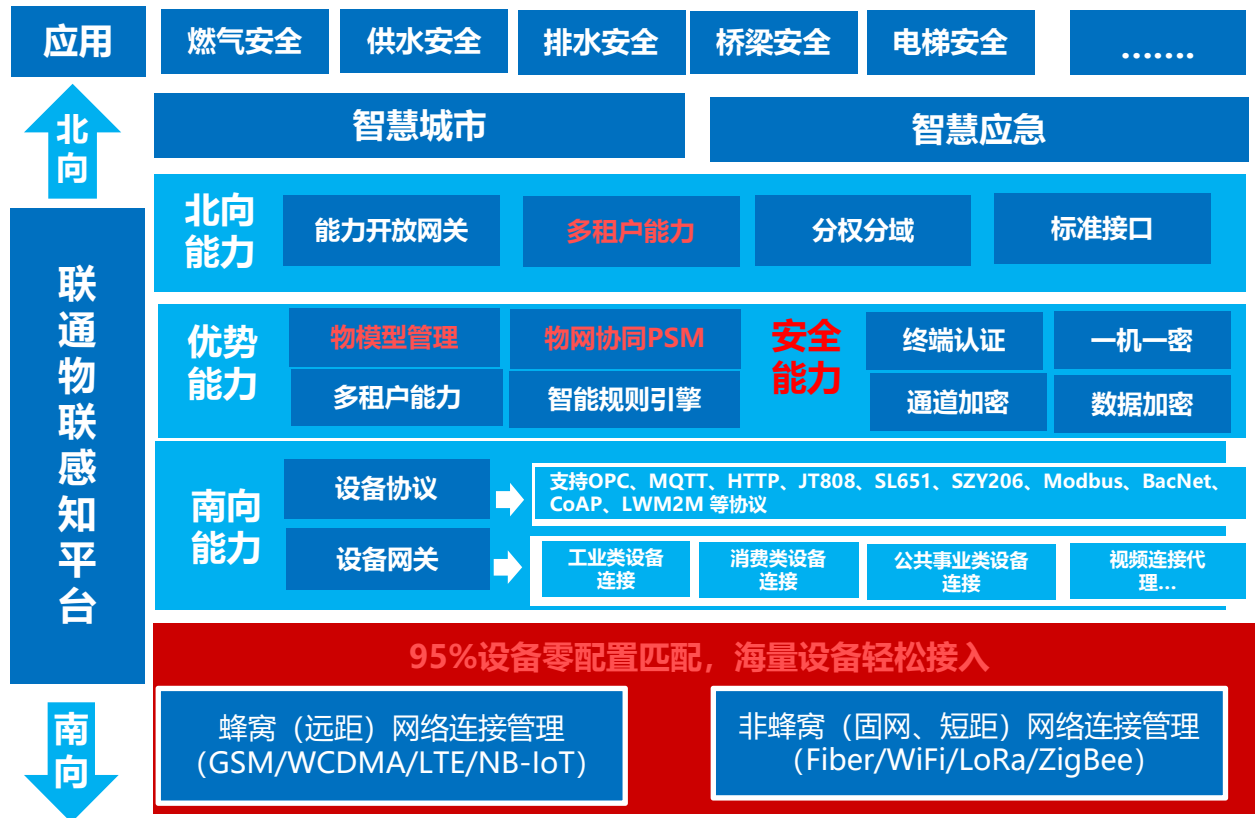 应用
燃气安全
供水安全
排水安全
桥梁安全
电梯安全
.......
北
向
智慧城市
智慧应急
联
通
物
联
感
知
平
台
北向
能力
能力开放网关
多租户能力
分权分域
标准接口
优势
能力
物模型管理
物网协同PSM
多租户能力
智能规则引擎
安全
能力
终端认证
一机一密
通道加密
数据加密
南向
能力
设备协议
支持OPC、MQTT、HTTP、JT808、SL651、SZY206、Modbus、BacNet、
CoAP、LWM2M 等协议
设备网关
工业类设备
连接
消费类设备
连接
公共事业类设备
连接
视频连接代
理...
南
向
95%设备零配置匹配，海量设备轻松接入
蜂窝（远距）网络连接管理
（GSM/WCDMA/LTE/NB-IoT）
非蜂窝（固网、短距）网络连接管理
（Fiber/WiFi/LoRa/ZigBee）